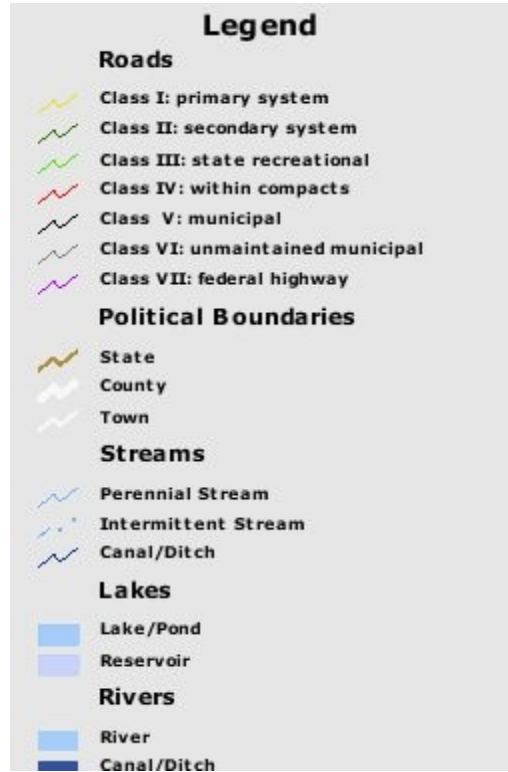 Legend
Roads
Class I: primary system
Class II: secondary system
Class III: state recreational
Class IV: within compacts
Class V: municipal
Class VI: unmaintained municipal
Class VII: federal highway
Political Boundaries
State
County
Town
Streams
Perennial Stream
Intermittent Stream
Canal/Ditch
Lakes
Lake/Pond
Reservoir
Rivers
River
Canal/Ditch